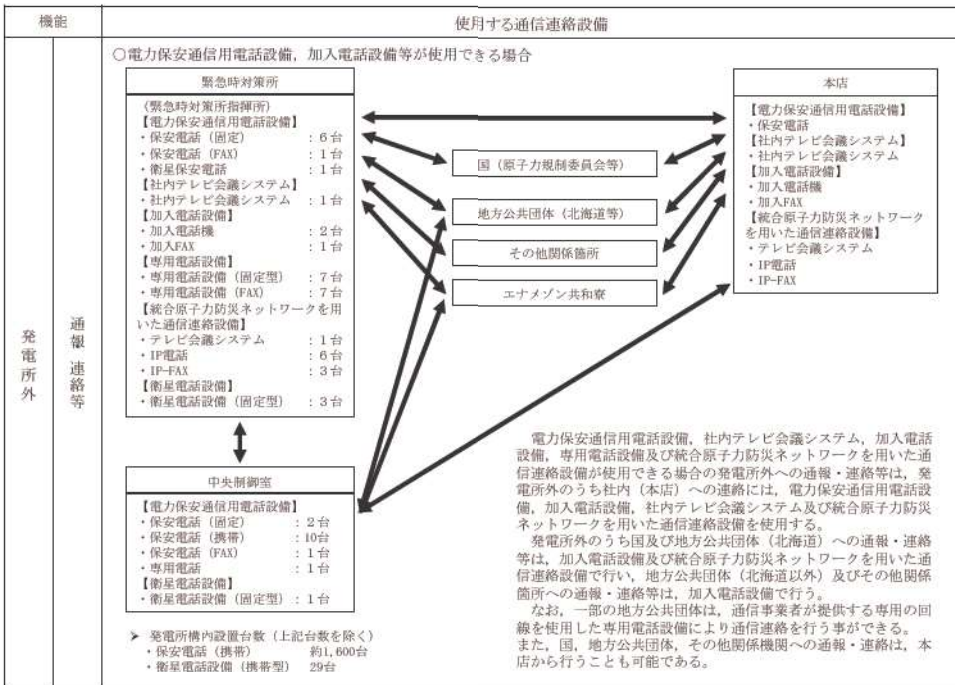 機能
使用する通信連絡設備
発電所外
通報・連絡等
○電力保安通信用電話設備，加入電話設備等が使用できる場合
緊急時対策所
(緊急時対策所指揮所)
【電力保安通信用電話設備】
・保安電話（固定） ：6台
・保安電話（FAX） ：1台
・衛星保安電話 ：1台
【社内テレビ会議システム】
・社内テレビ会議システム ：1台
【加入電話設備】
・加入電話機 ：2台
・加入FAX ：1台
【専用電話設備】
・専用電話設備（固定型） ：7台
・専用電話設備（FAX） ：7台
【統合原子力防災ネットワークを用
いた通信連絡設備】
・テレビ会議システム ：1台
・IP電話 ：6台
・IP-FAX ：3台
【衛星電話設備】
・衛星電話設備（固定型） ：3台
国（原子力規制委員会等）
地方公共団体（北海道等）
その他関係箇所
エナメゾン共和寮
本店
【電力保安通信用電話設備】
・保安電話
【社内テレビ会議システム】
・社内テレビ会議システム
【加入電話設備】
・加入電話機
・加入FAX
【統合原子力防災ネットワーク
を用いた通信連絡設備】
・テレビ会議システム
・IP電話
・IP-FAX
中央制御室
【電力保安通信用電話設備】
・保安電話（固定） ：2台
・保安電話（携帯） ：10台
・保安電話（FAX） ：1台
・専用電話 ：1台
【衛星電話設備】
・衛星電話設備（固定型） ：1台
➤ 発電所構内設置台数（上記台数を除く）
・保安電話（携帯） 約1,600台
・衛星電話設備（携帯型） 29台
電力保安通信用電話設備，社内テレビ会議システム，加入電話
設備，専用電話設備及び統合原子力防災ネットワークを用いた通
信連絡設備が使用できる場合の発電所外への通報・連絡等は，発
電所外のうち社内（本店）への連絡には，電力保安通信用電話設
備，加入電話設備，社内テレビ会議システム及び統合原子力防災
ネットワークを用いた通信連絡設備を使用する。
発電所外のうち国及び地方公共団体（北海道）への通報・連絡
等は，加入電話設備及び統合原子力防災ネットワークを用いた通
信連絡設備で行い，地方公共団体（北海道以外）及びその他関係
箇所への通報・連絡等は，加入電話設備で行う。
なお，一部の地方公共団体は，通信事業者が提供する専用の回
線を使用した専用電話設備により通信連絡を行う事ができる。
また，国，地方公共団体，その他関係機関への通報・連絡は，本
店から行うことも可能である。